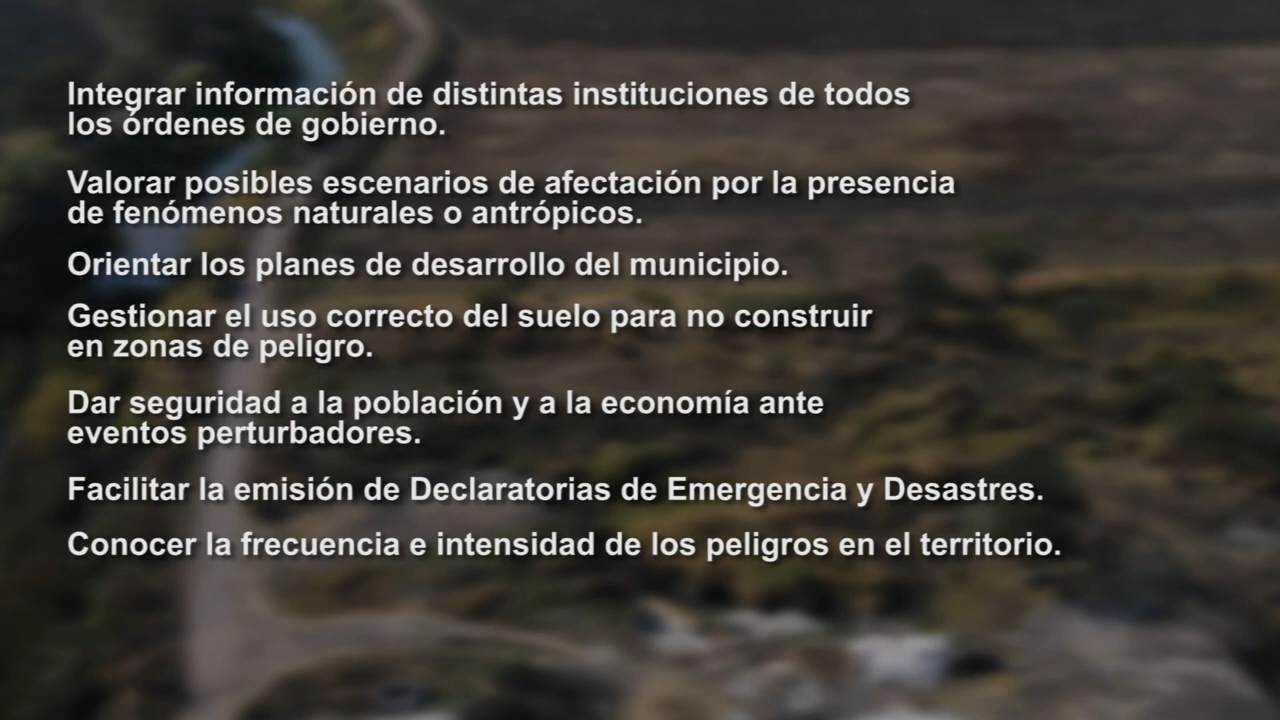 Integrar información de distintas instituciones de todos
los órdenes de gobierno.
Valorar posibles escenarios de afectación por la presencia
de fenómenos naturales o antrópicos.
Orientar los planes de desarrollo del municipio.
Gestionar el uso correcto del suelo para no construir
en zonas de peligro.
Dar seguridad a la población y a la economía ante
eventos perturbadores.
Facilitar la emisión de Declaratorias de Emergencia y Desastres.
Conocer la frecuencia e intensidad de los peligros en el territorio.